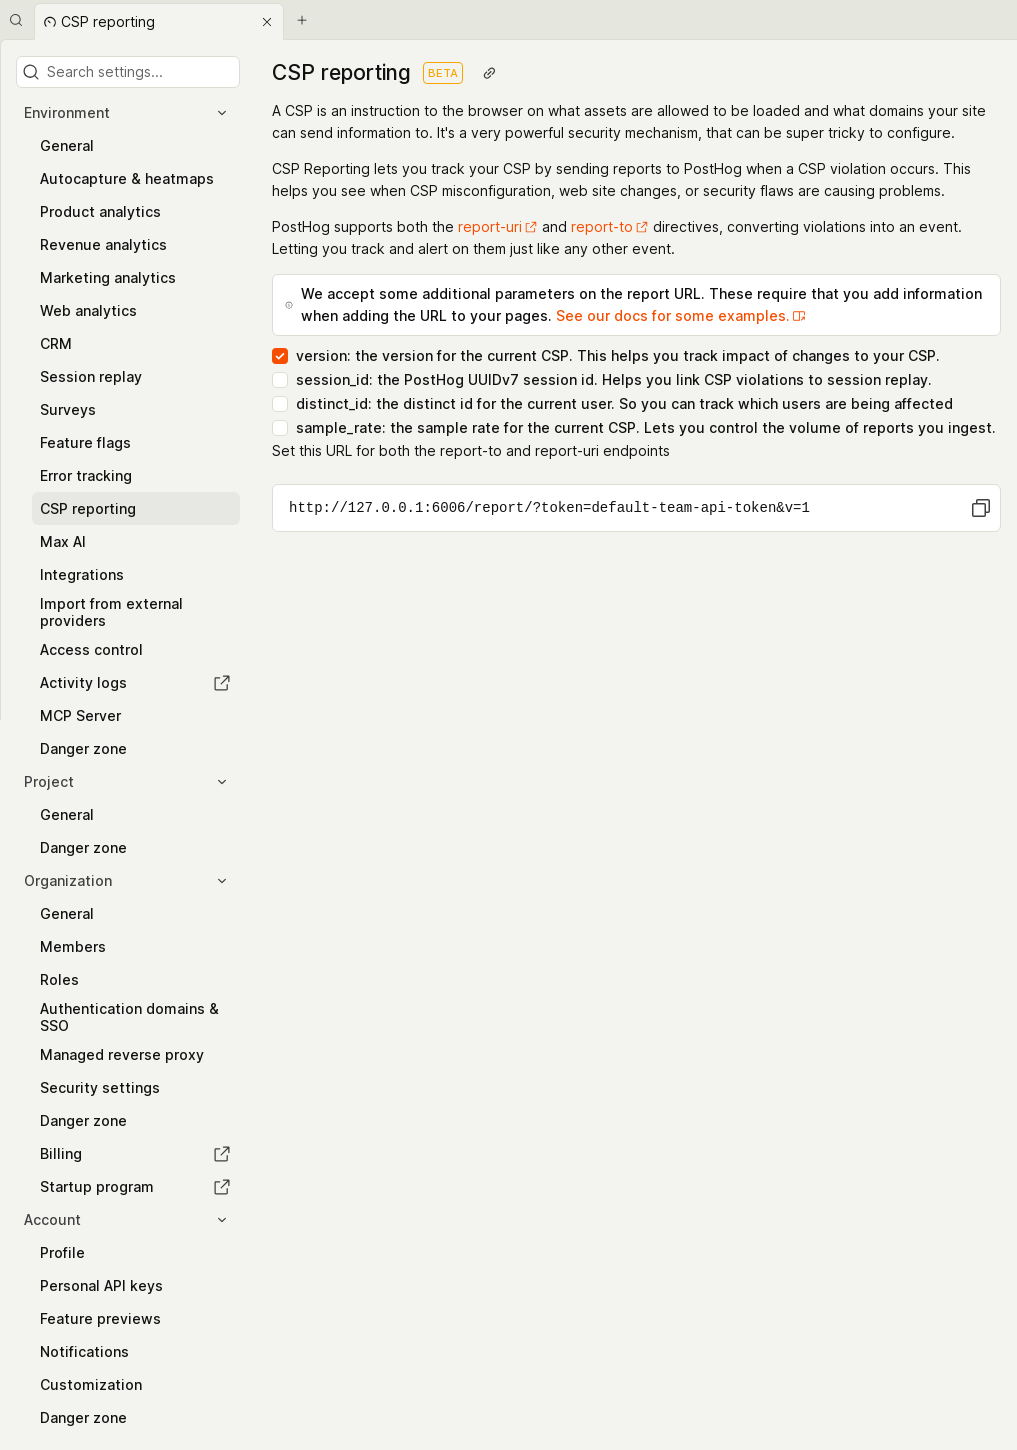 CSP reporting
Search settings...
Environment
General
Autocapture & heatmaps
Product analytics
Revenue analytics
Marketing analytics
Web analytics
CRM
Session replay
Surveys
Feature flags
Error tracking
CSP reporting
Max AI
Integrations
Import from external
providers
Access control
Activity logs
MCP Server
Danger zone
Project
General
Danger zone
Organization
General
Members
Roles
Authentication domains &
SSO
Managed reverse proxy
Security settings
Danger zone
Billing
Startup program
Account
Profile
Personal API keys
Feature previews
Notifications
Customization
Danger zone
CSP reporting BETA
A CSP is an instruction to the browser on what assets are allowed to be loaded and what domains your site
can send information to. It's a very powerful security mechanism, that can be super tricky to configure.
CSP Reporting lets you track your CSP by sending reports to PostHog when a CSP violation occurs. This
helps you see when CSP misconfiguration, web site changes, or security flaws are causing problems.
PostHog supports both the report-uri and report-to directives, converting violations into an event.
Letting you track and alert on them just like any other event.
We accept some additional parameters on the report URL. These require that you add information
when adding the URL to your pages. See our docs for some examples.
version: the version for the current CSP. This helps you track impact of changes to your CSP.
session_id: the PostHog UUIDv7 session id. Helps you link CSP violations to session replay.
distinct_id: the distinct id for the current user. So you can track which users are being affected
sample_rate: the sample rate for the current CSP. Lets you control the volume of reports you ingest.
Set this URL for both the report-to and report-uri endpoints
http://127.0.0.1:6006/report/?token=default-team-api-token&v=1